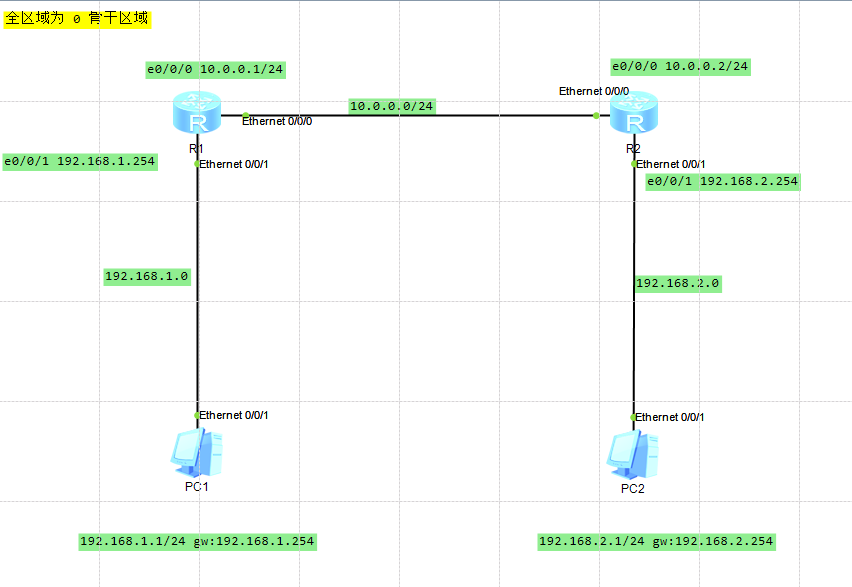 全区域为 0 骨干区域
e0/0/0 10.0.0.1/24
e0/0/0 10.0.0.2/24
Ethernet 0/0/0
10.0.0.0/24
Ethernet 0/0/0
R
R
R1
R2
e0/0/1 192.168.1.254
Ethernet 0/0/1
Ethernet 0/0/1
e0/0/1 192.168.2.254
192.168.1.0
192.168.2.0
Ethernet 0/0/1
Ethernet 0/0/1
PC1
PC2
192.168.1.1/24 gw:192.168.1.254
192.168.2.1/24 gw:192.168.2.254